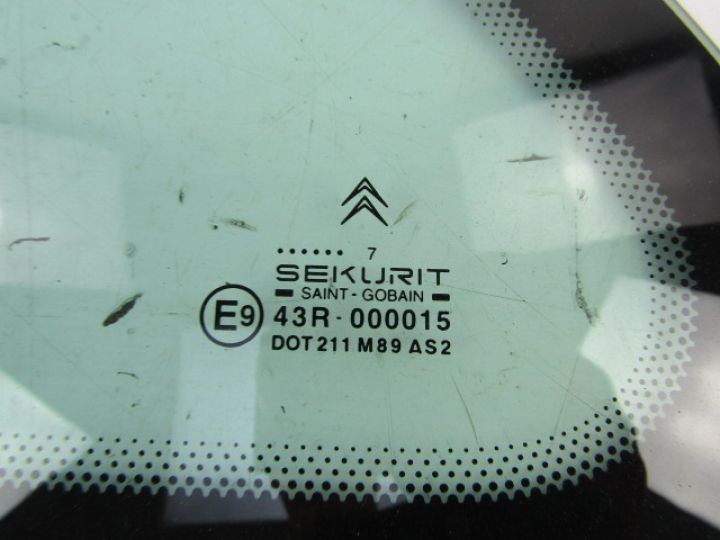 7
SEKURIT
SAINT - GOBAIN
E9 43R - 000015
DOT 211 M89 AS2